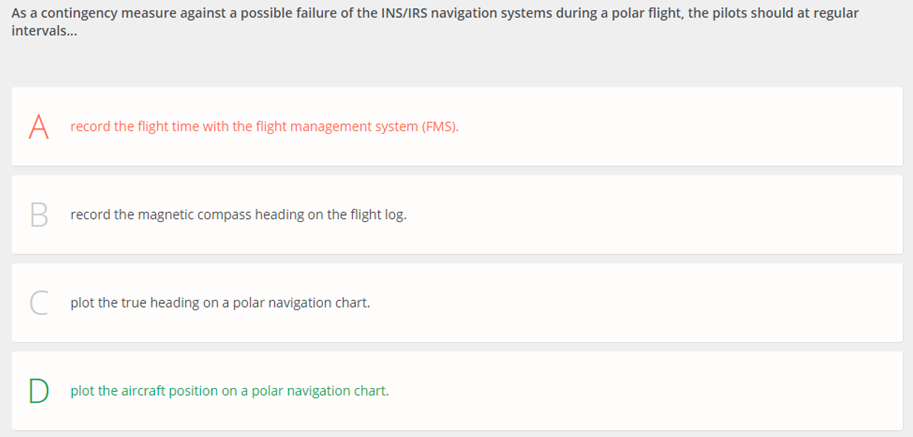 As a contingency measure against a possible failure of the INS/IRS navigation systems during a polar flight, the pilots should at regular
intervals...
A record the flight time with the flight management system (FMS).
B record the magnetic compass heading on the flight log.
C plot the true heading on a polar navigation chart.
D plot the aircraft position on a polar navigation chart.